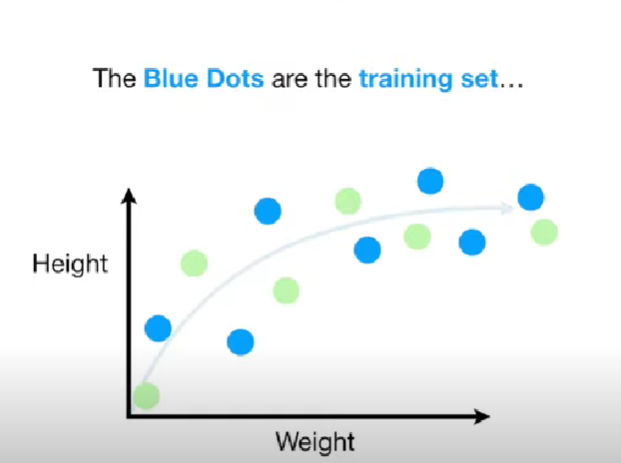 The Blue Dots are the training set...
Height
Weight